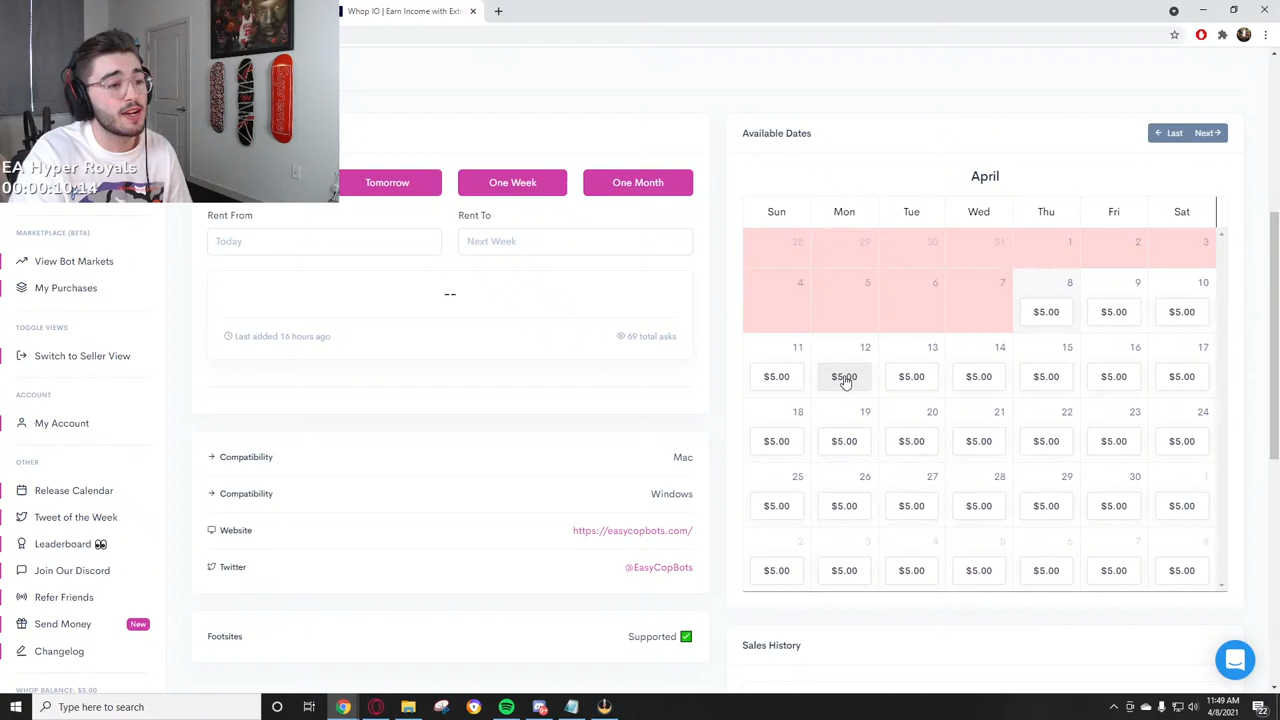 Whop IO | Earn Income with Extr
EA Hyper Royals
00:00:10:14
MARKETPLACE (BETA)
View Bot Markets
My Purchases
TOGGLE VIEWS
Switch to Seller View
ACCOUNT
My Account
OTHER
Release Calendar
Tweet of the Week
Leaderboard
Join Our Discord
Refer Friends
Send Money New
Changelog
WHOP BALANCE: $5.00
Tomorrow One Week One Month
Rent From Rent To
Today Next Week
--
Last added 16 hours ago 69 total asks
Compatibility Mac
Compatibility Windows
Website https://easycopbots.com/
Twitter @EasyCopBots
Footsites Supported
Available Dates Last Next
April
Sun Mon Tue Wed Thu Fri Sat
28 29 30 31 1 2 3
4 5 6 7 8 9 10
$5.00 $5.00 $5.00
11 12 13 14 15 16 17
$5.00 $5.00 $5.00 $5.00 $5.00 $5.00 $5.00
18 19 20 21 22 23 24
$5.00 $5.00 $5.00 $5.00 $5.00 $5.00 $5.00
25 26 27 28 29 30 1
$5.00 $5.00 $5.00 $5.00 $5.00 $5.00 $5.00
2 3 4 5 6 7 8
$5.00 $5.00 $5.00 $5.00 $5.00 $5.00 $5.00
Sales History
Type here to search
11:49 AM
4/8/2021
22
Supreme